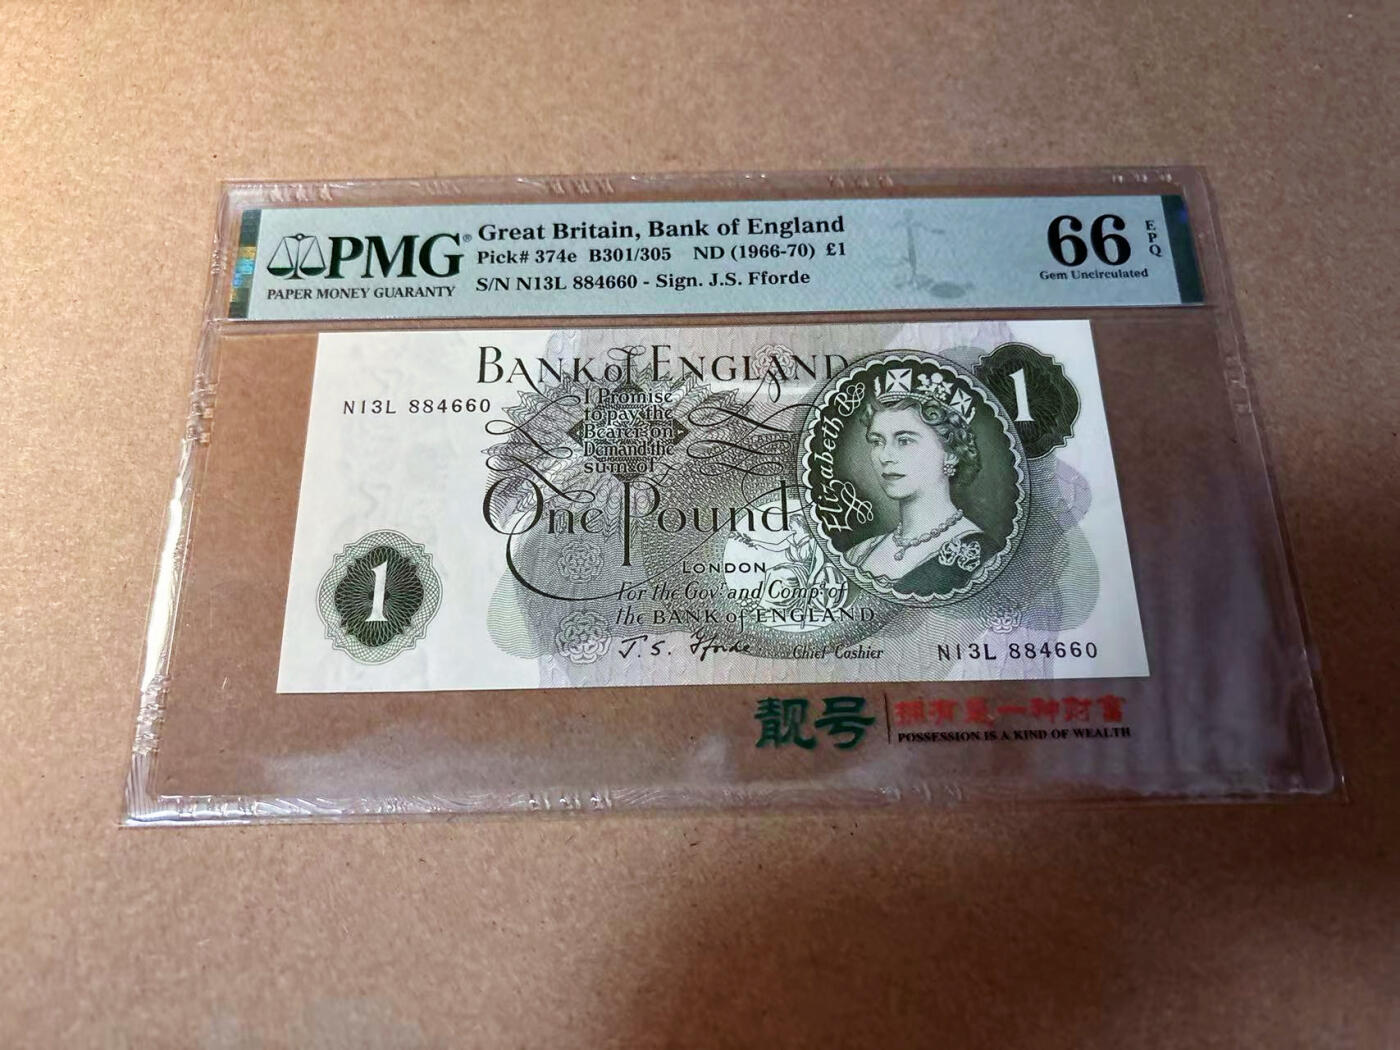 PMG®
PAPER MONEY GUARANTY
Great Britain, Bank of England
Pick# 374e B301/305 ND (1966-70) £1
S/N N13L 884660 - Sign. J.S. Fforde
66 EPQ
Gem Uncirculated
BANK of ENGLAND
1
N13L 884660
I Promise
to pay the
Bearer on
Demand the
sum of
One Pound
Elizabeth R
LONDON
For the Govr. and Compa. of
the BANK of ENGLAND
1
J. S. Fforde
Chief Cashier
N13L 884660
靓号
拥有是一种财富
POSSESSION IS A KIND OF WEALTH